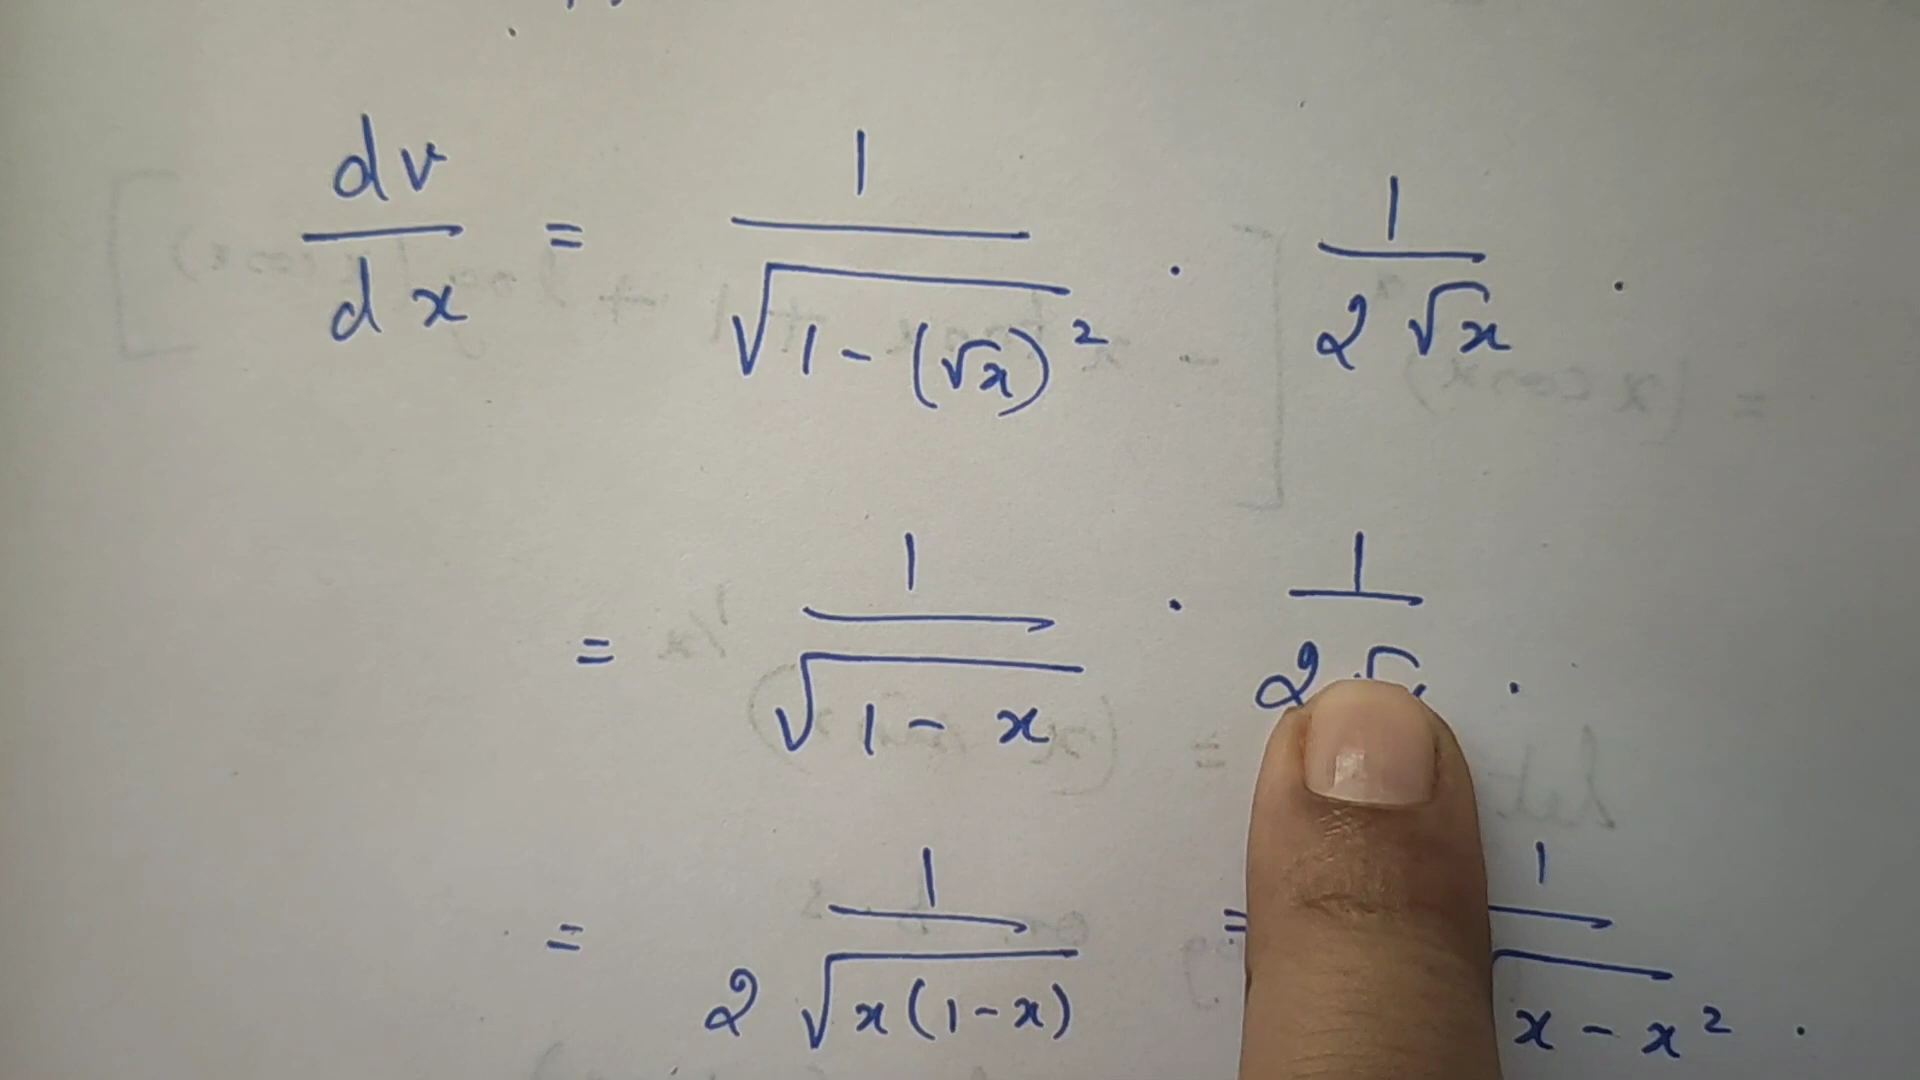 dv/dx = 1/√(1 - (√x)²) · 1/(2√x) .
= 1/√(1 - x) · 1/(2√ .
= 1/(2√(x(1-x))) = 1/√(x - x²) .